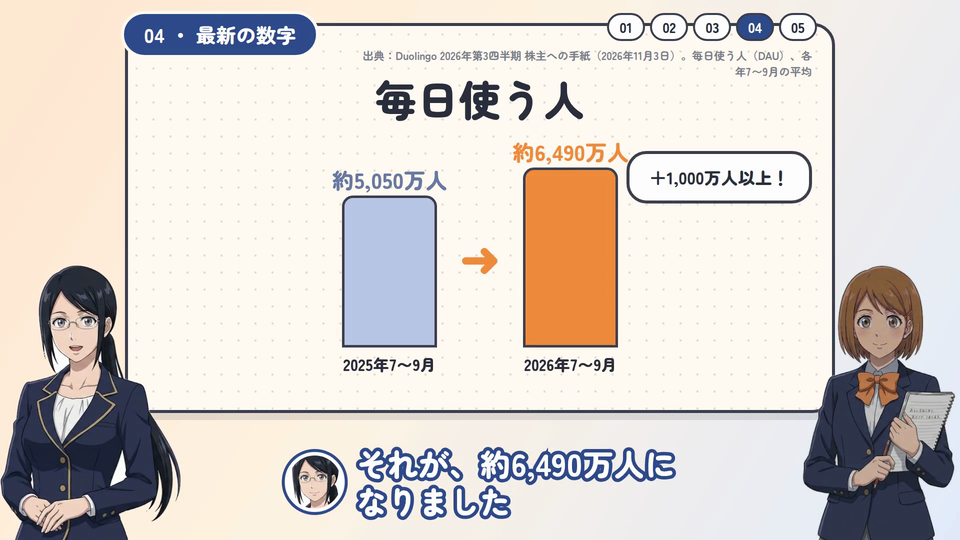 04 ・ 最新の数字
01 02 03 04 05
出典：Duolingo 2026年第3四半期 株主への手紙（2026年11月3日）。毎日使う人（DAU）、各
年7〜9月の平均
毎日使う人
約5,050万人
約6,490万人
＋1,000万人以上！
2025年7〜9月
2026年7〜9月
それが、約6,490万人に
なりました